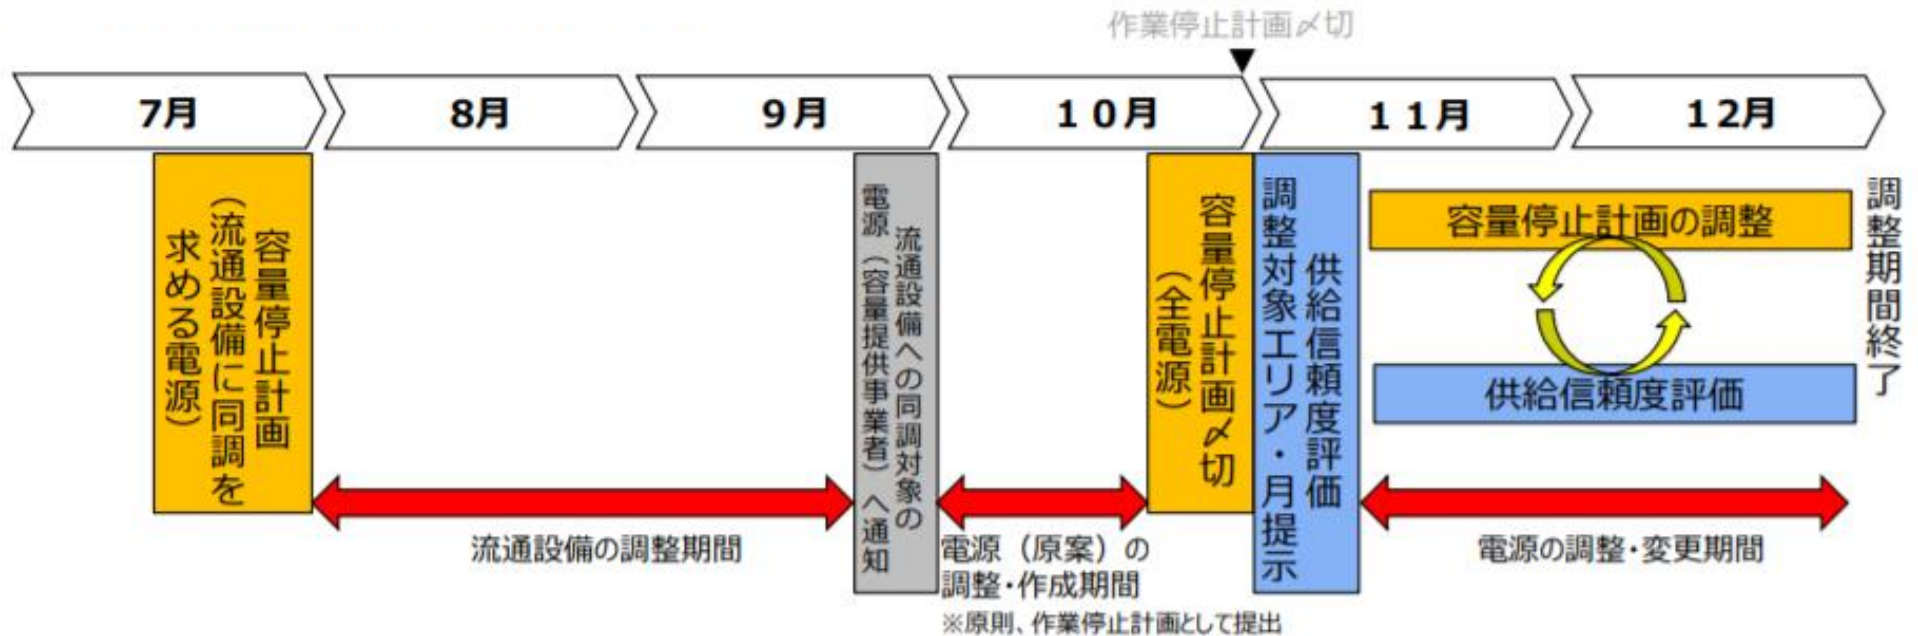 作業停止計画〆切
7月
8月
9月
10月
11月
12月
容量停止計画
（流通設備に同調を
求める電源）
流通設備への同調対象の
電源（容量提供事業者）へ通知
容量停止計画〆切
（全電源）
供給信頼度評価
調整対象エリア・月提示
容量停止計画の調整
供給信頼度評価
調整期間終了
流通設備の調整期間
電源（原案）の
調整・作成期間
※原則、作業停止計画として提出
電源の調整・変更期間